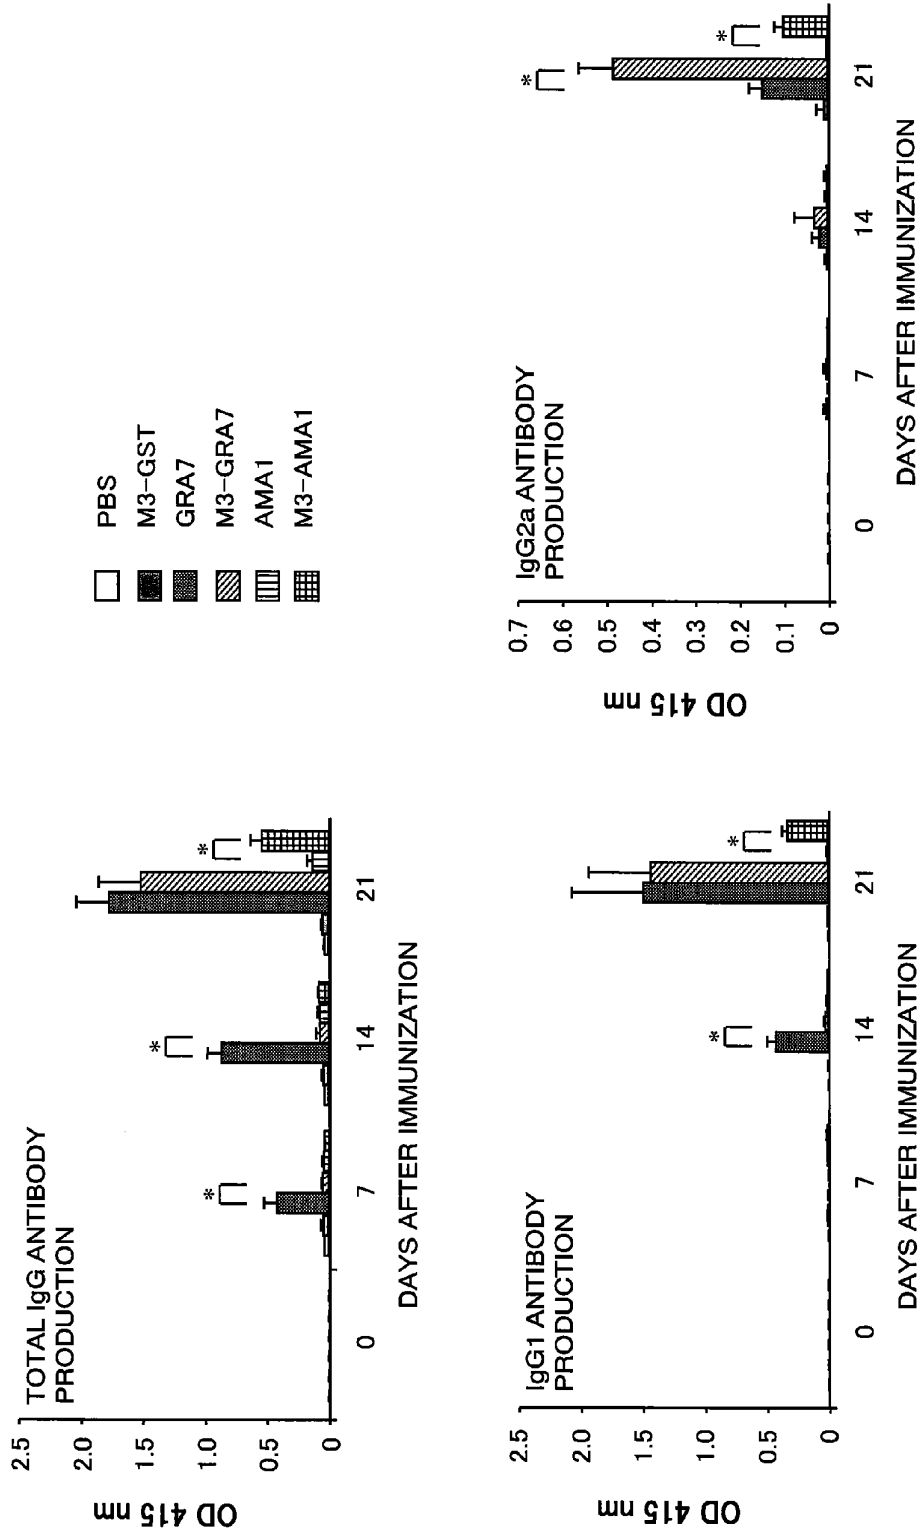 TOTAL IgG ANTIBODY
PRODUCTION
OD 415 nm
2.5
2.0
1.5
1.0
0.5
0
*
*
*
0
7
14
21
DAYS AFTER IMMUNIZATION
PBS
M3-GST
GRA7
M3-GRA7
AMA1
M3-AMA1
IgG1 ANTIBODY
PRODUCTION
OD 415 nm
2.5
2.0
1.5
1.0
0.5
0
*
*
0
7
14
21
DAYS AFTER IMMUNIZATION
IgG2a ANTIBODY
PRODUCTION
OD 415 nm
0.7
0.6
0.5
0.4
0.3
0.2
0.1
0
*
*
0
7
14
21
DAYS AFTER IMMUNIZATION